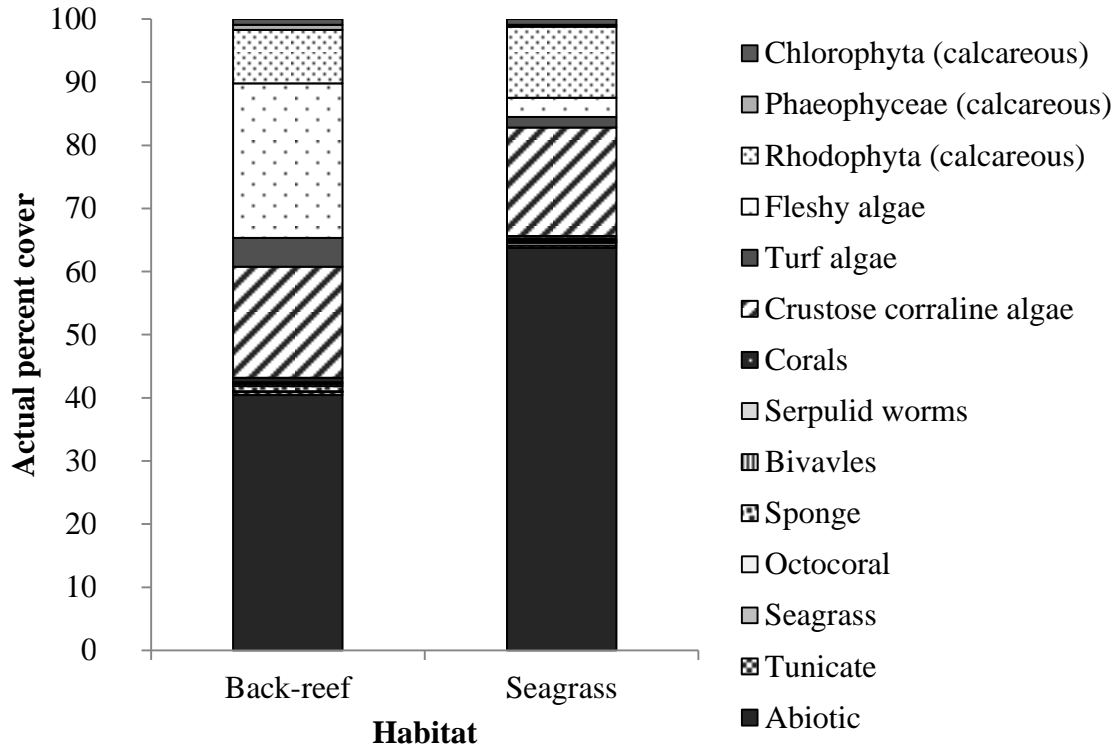 Actual percent cover
100
90
80
70
60
50
40
30
20
10
0
Back-reef
Seagrass
Habitat
Chlorophyta (calcareous)
Phaeophyceae (calcareous)
Rhodophyta (calcareous)
Fleshy algae
Turf algae
Crustose corraline algae
Corals
Serpulid worms
Bivavles
Sponge
Octocoral
Seagrass
Tunicate
Abiotic